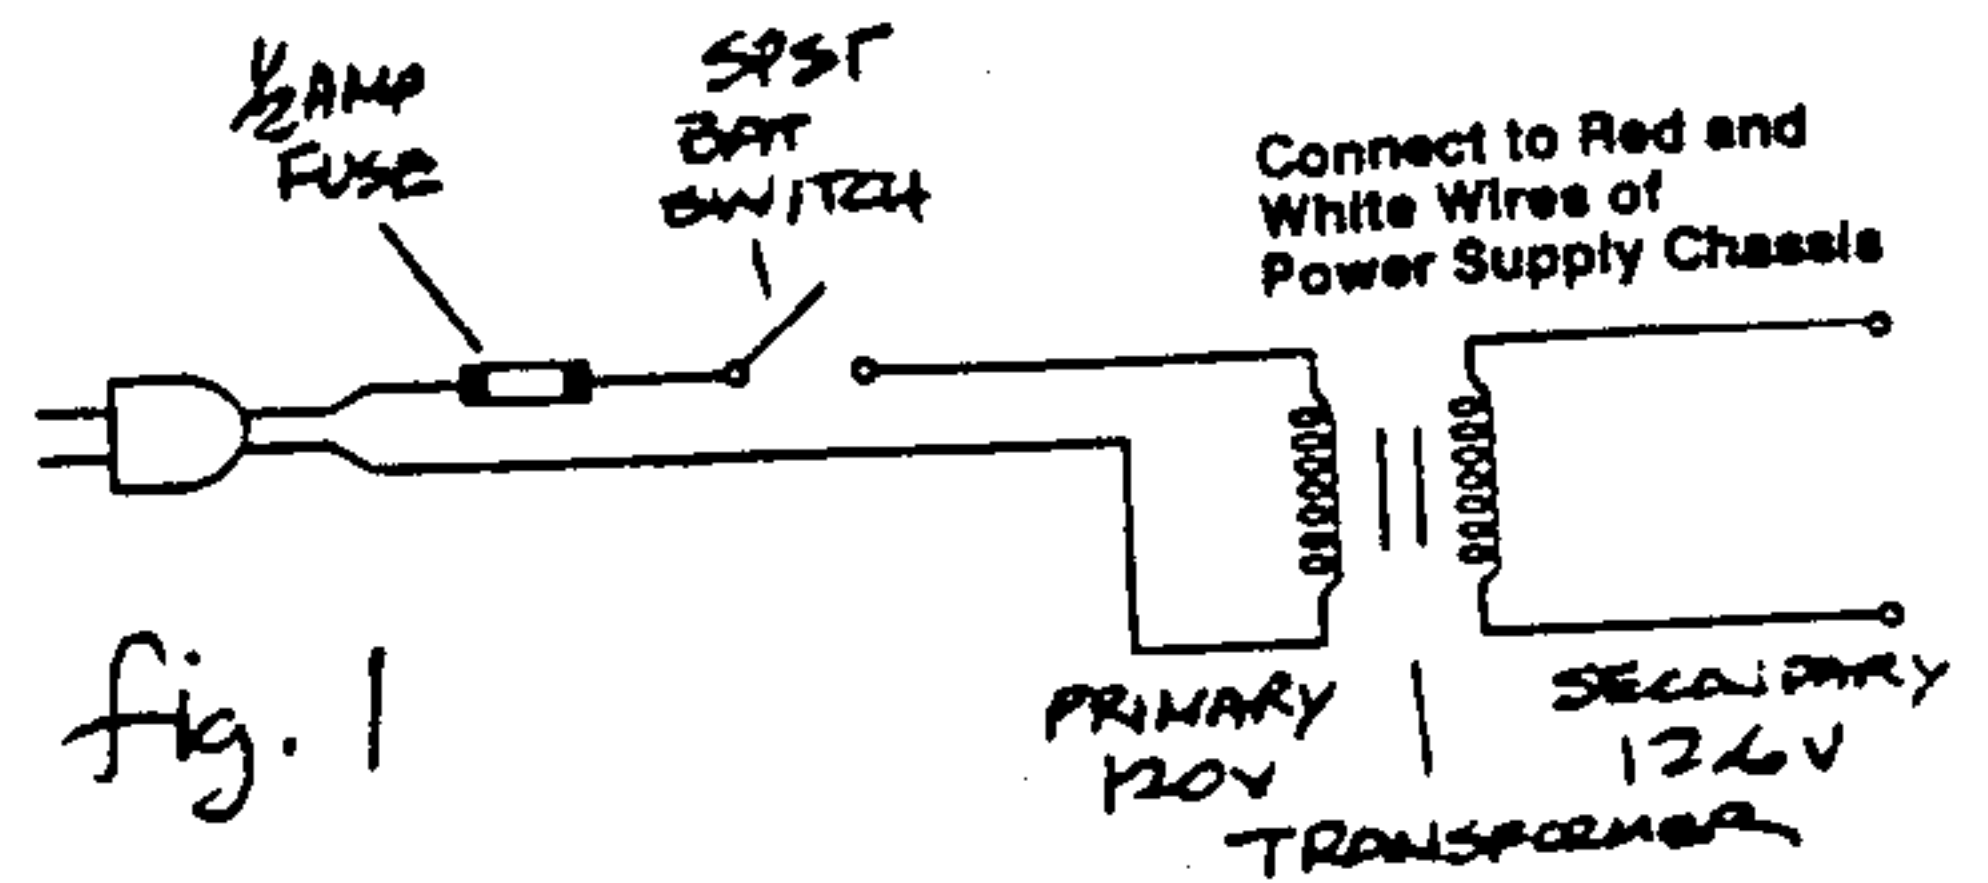 ½ AMP
FUSE
SPST
BAT
SWITCH
Connect to Red and
White Wires of
Power Supply Chassis
fig. 1
PRIMARY
120V
SECONDARY
12.6V
TRANSFORMER